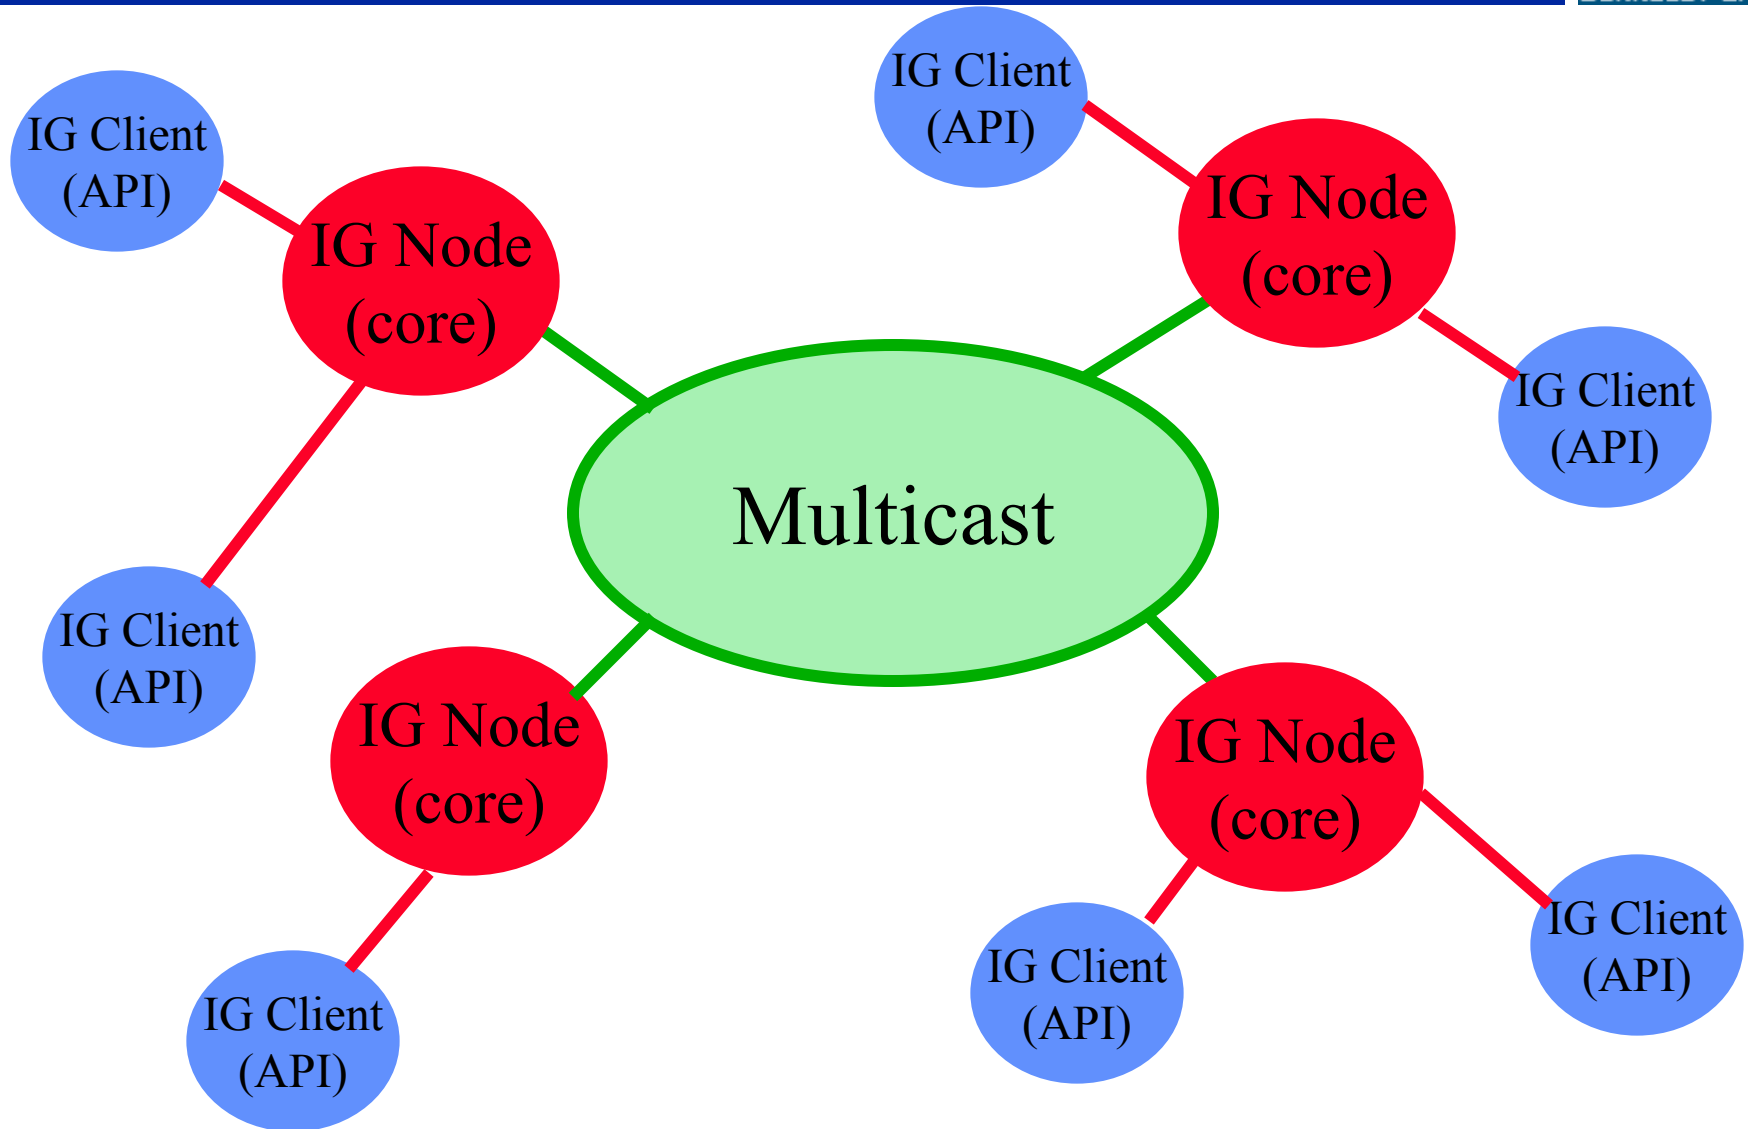 IG Client
(API)
IG Client
(API)
IG Node
(core)
IG Node
(core)
IG Client
(API)
Multicast
IG Client
(API)
IG Node
(core)
IG Node
(core)
IG Client
(API)
IG Client
(API)
IG Client
(API)